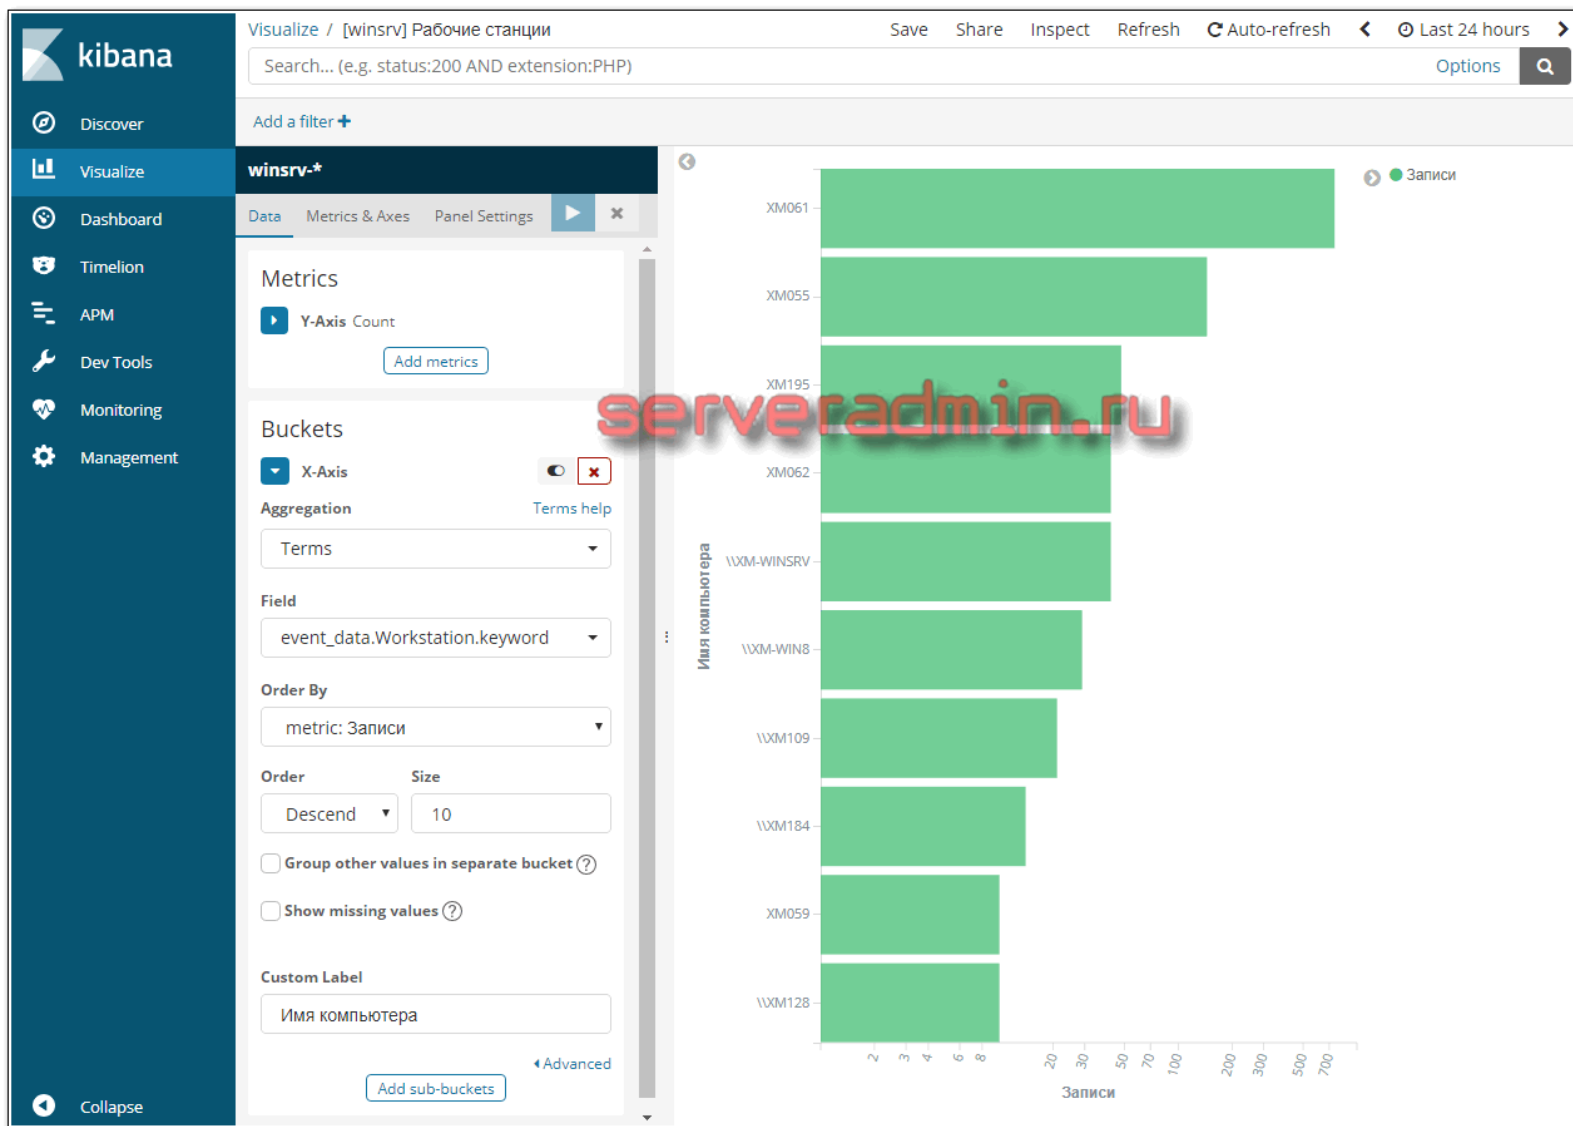 Visualize / [winsrv] Рабочие станции
Save Share Inspect Refresh Auto-refresh Last 24 hours
kibana
Search... (e.g. status:200 AND extension:PHP)
Options
Add a filter
Discover
Visualize
Dashboard
Timelion
APM
Dev Tools
Monitoring
Management
Collapse
winsrv-*
Data Metrics & Axes Panel Settings
Metrics
Y-Axis Count
Add metrics
Buckets
X-Axis
Aggregation Terms help
Terms
Field
event_data.Workstation.keyword
Order By
metric: Записи
Order Size
Descend 10
Group other values in separate bucket ?
Show missing values ?
Custom Label
Имя компьютера
Advanced
Add sub-buckets
Записи
XM061
XM055
XM195
XM062
\\XM-WINSRV
\\XM-WIN8
\\XM109
\\XM184
XM059
\\XM128
Имя компьютера
2 3 4 6 8 20 30 50 70 100 200 300 500 700
Записи
serveradmin.ru